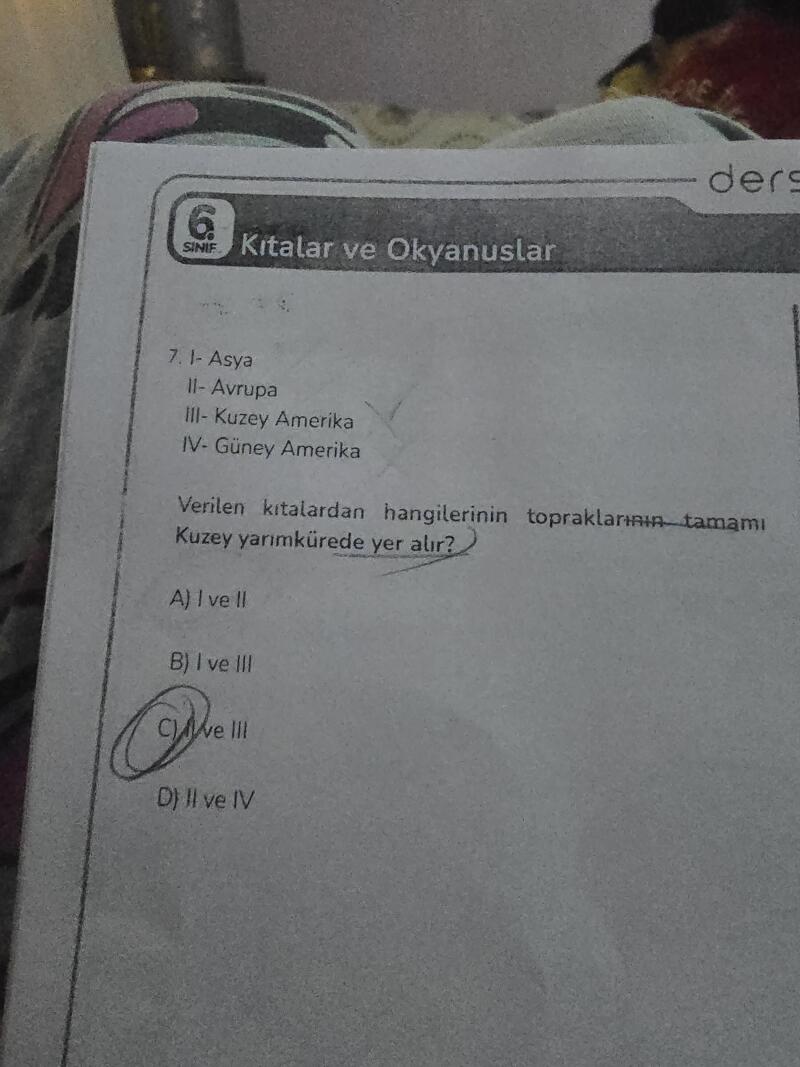 ders
6.
SINIF
Kıtalar ve Okyanuslar
7. I- Asya
II- Avrupa
III- Kuzey Amerika
IV- Güney Amerika
Verilen kıtalardan hangilerinin topraklarının tamamı
Kuzey yarımkürede yer alır?
A) I ve II
B) I ve III
C) II ve III
D) II ve IV